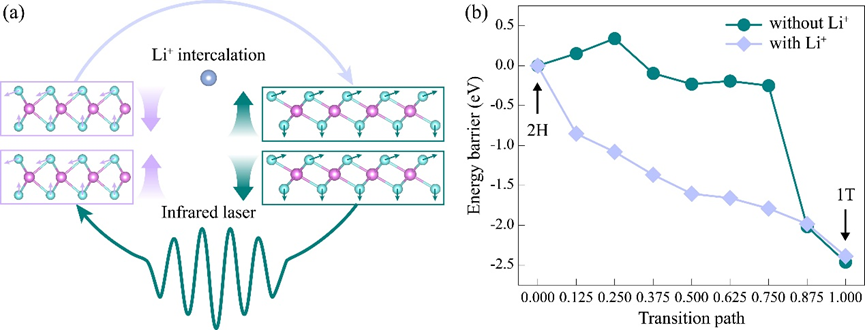 (a)
Li⁺ intercalation
Infrared laser
(b)
without Li⁺
with Li⁺
Energy barrier (eV)
0.5
0.0
-0.5
-1.0
-1.5
-2.0
-2.5
2H
1T
0.000 0.125 0.250 0.375 0.500 0.625 0.750 0.875 1.000
Transition path